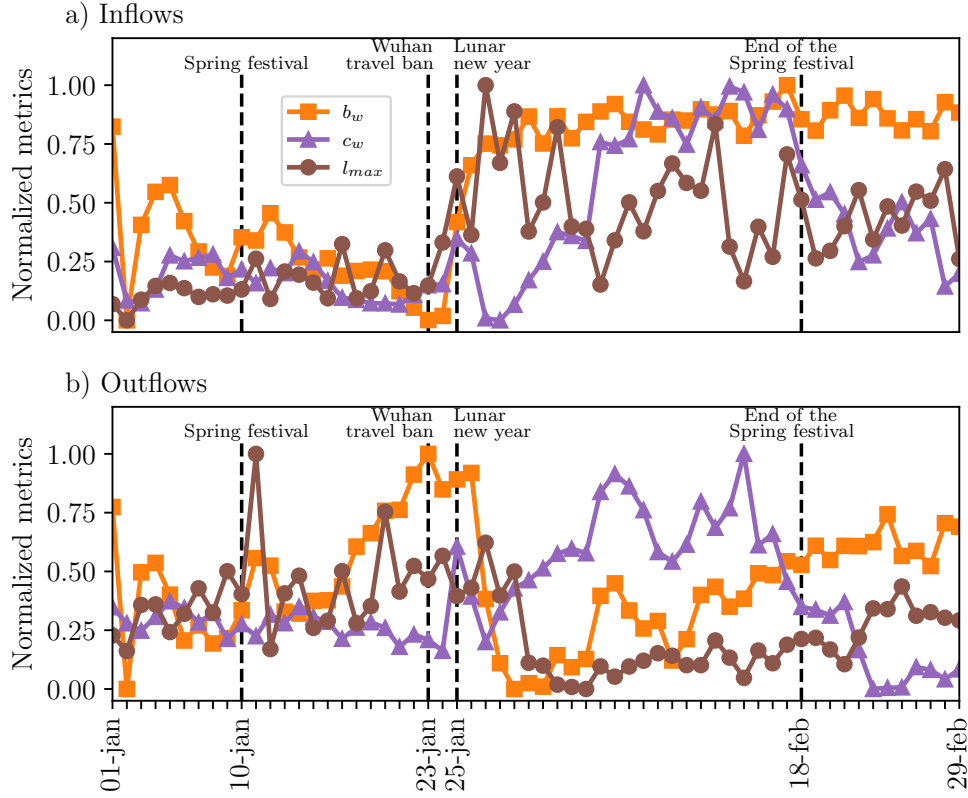 a) Inflows
Wuhan
travel ban
Lunar
new year
End of the
Spring festival
Spring festival
1.00
0.75
0.50
0.25
0.00
Normalized metrics
b_w
c_w
l_max
b) Outflows
Wuhan
travel ban
Lunar
new year
End of the
Spring festival
Spring festival
1.00
0.75
0.50
0.25
0.00
Normalized metrics
01-jan
10-jan
23-jan
25-jan
18-feb
29-feb